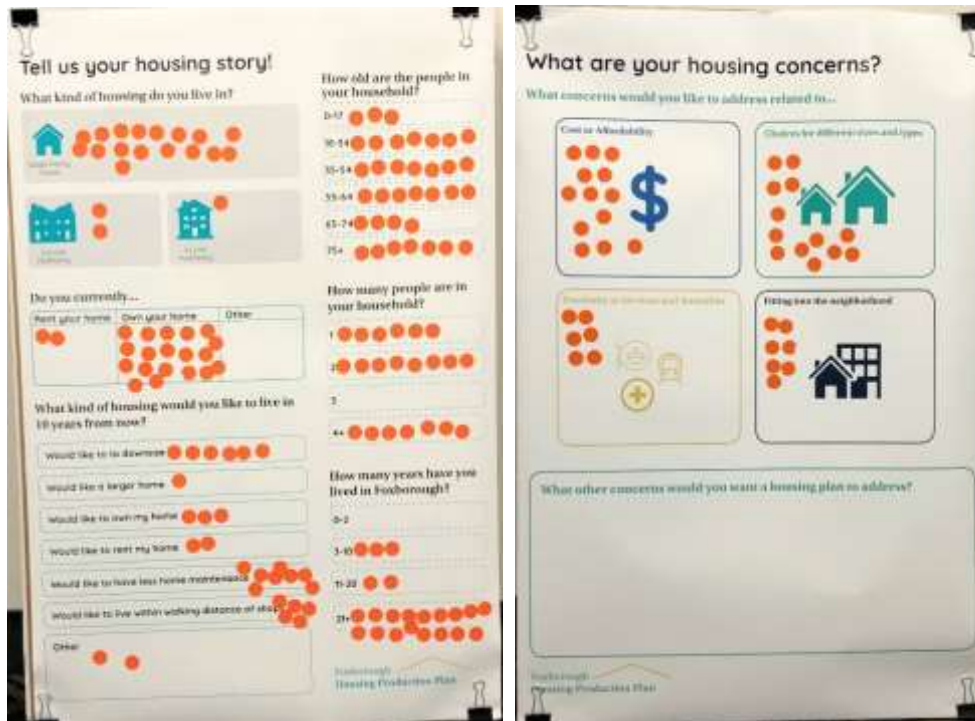 Tell us your housing story!
What kind of housing do you live in?
Do you currently...
Rent your home
Own your home
Other
What kind of housing would you like to live in
10 years from now?
Would like to to downsize
Would like a larger home
Would like to own my home
Would like to rent my home
Would like to have less home maintenance
Would like to live within walking distance of
Other
How old are the people in
your household?
0-17
18-34
35-54
55-64
65-74
75+
How many people are in
your household?
1
2
3
4+
How many years have you
lived in Foxborough?
0-2
3-10
11-20
21+
Foxborough
Housing Production Plan
What are your housing concerns?
What concerns would you like to address related to...
Cost or Affordability
Choices for different sizes and types
Proximity to services and amenities
Fitting into the neighborhood
What other concerns would you want a housing plan to address?
Foxborough
Housing Production Plan